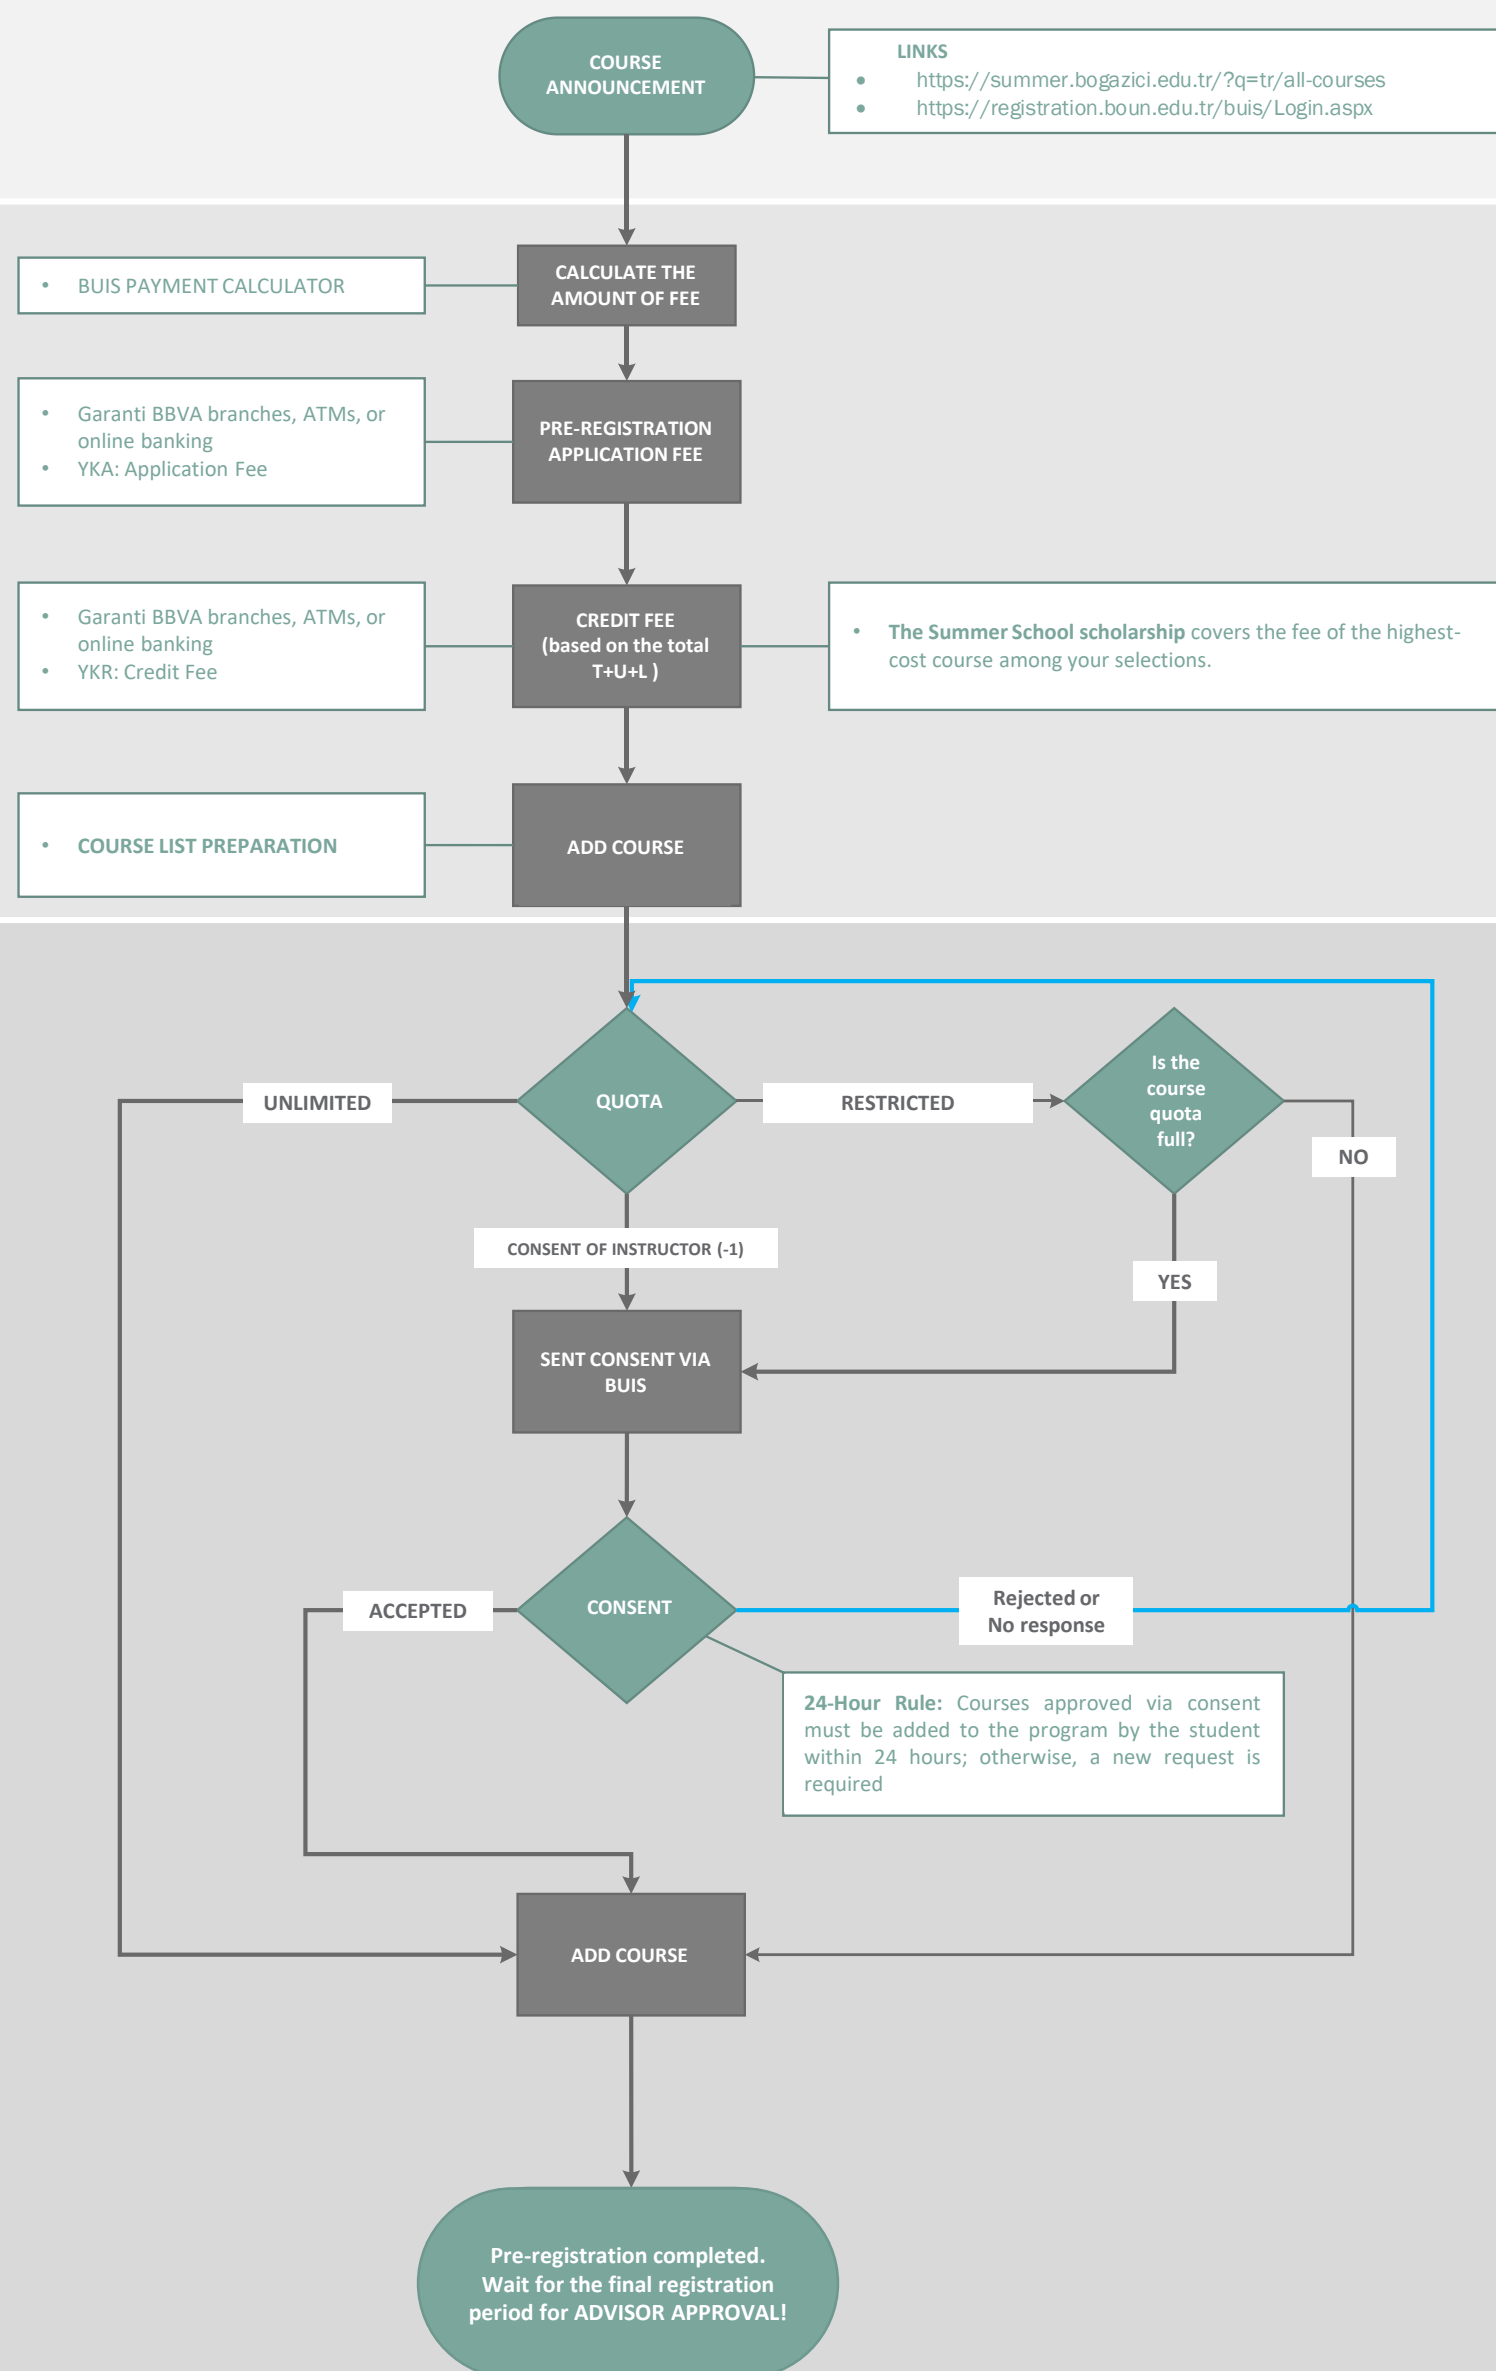 COURSE
ANNOUNCEMENT
LINKS
• https://summer.bogazici.edu.tr/?q=tr/all-courses
• https://registration.boun.edu.tr/buis/Login.aspx
• BUIS PAYMENT CALCULATOR
CALCULATE THE
AMOUNT OF FEE
• Garanti BBVA branches, ATMs, or
online banking
• YKA: Application Fee
PRE-REGISTRATION
APPLICATION FEE
• Garanti BBVA branches, ATMs, or
online banking
• YKR: Credit Fee
CREDIT FEE
(based on the total
T+U+L )
• The Summer School scholarship covers the fee of the highest-
cost course among your selections.
• COURSE LIST PREPARATION
ADD COURSE
UNLIMITED
QUOTA
RESTRICTED
Is the
course
quota
full?
NO
CONSENT OF INSTRUCTOR (-1)
YES
SENT CONSENT VIA
BUIS
ACCEPTED
CONSENT
Rejected or
No response
24-Hour Rule: Courses approved via consent
must be added to the program by the student
within 24 hours; otherwise, a new request is
required
ADD COURSE
Pre-registration completed.
Wait for the final registration
period for ADVISOR APPROVAL!